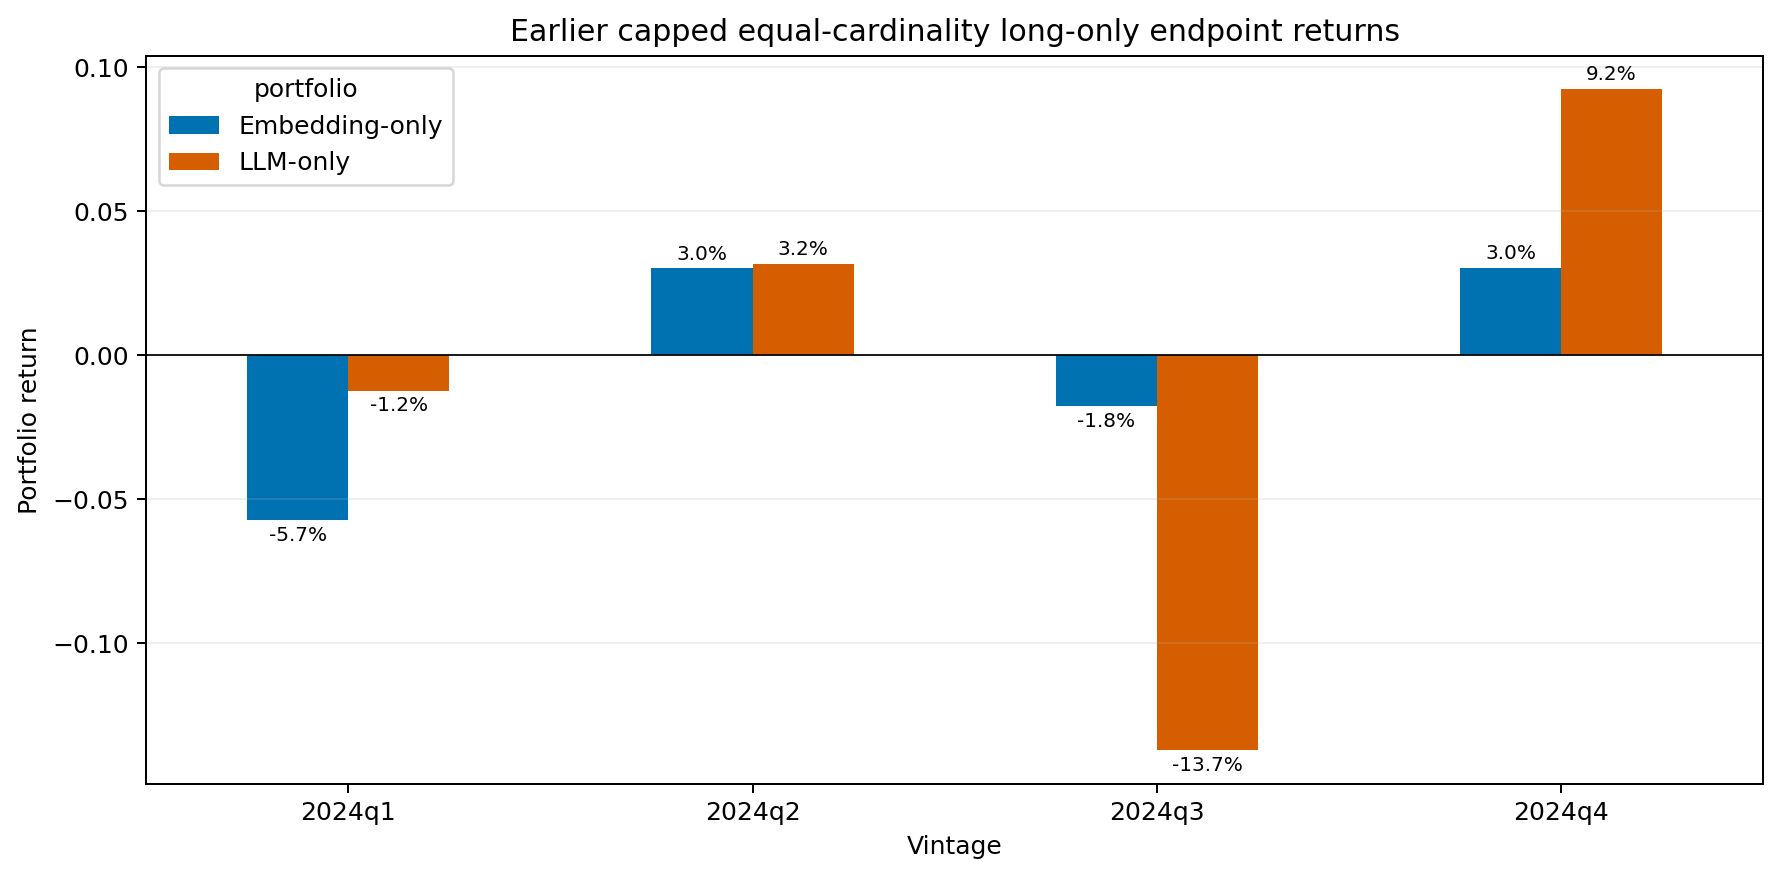 Earlier capped equal-cardinality long-only endpoint returns
portfolio
Embedding-only
LLM-only
Portfolio return
0.10
0.05
0.00
−0.05
−0.10
-5.7%
-1.2%
3.0%
3.2%
-1.8%
-13.7%
3.0%
9.2%
2024q1
2024q2
2024q3
2024q4
Vintage